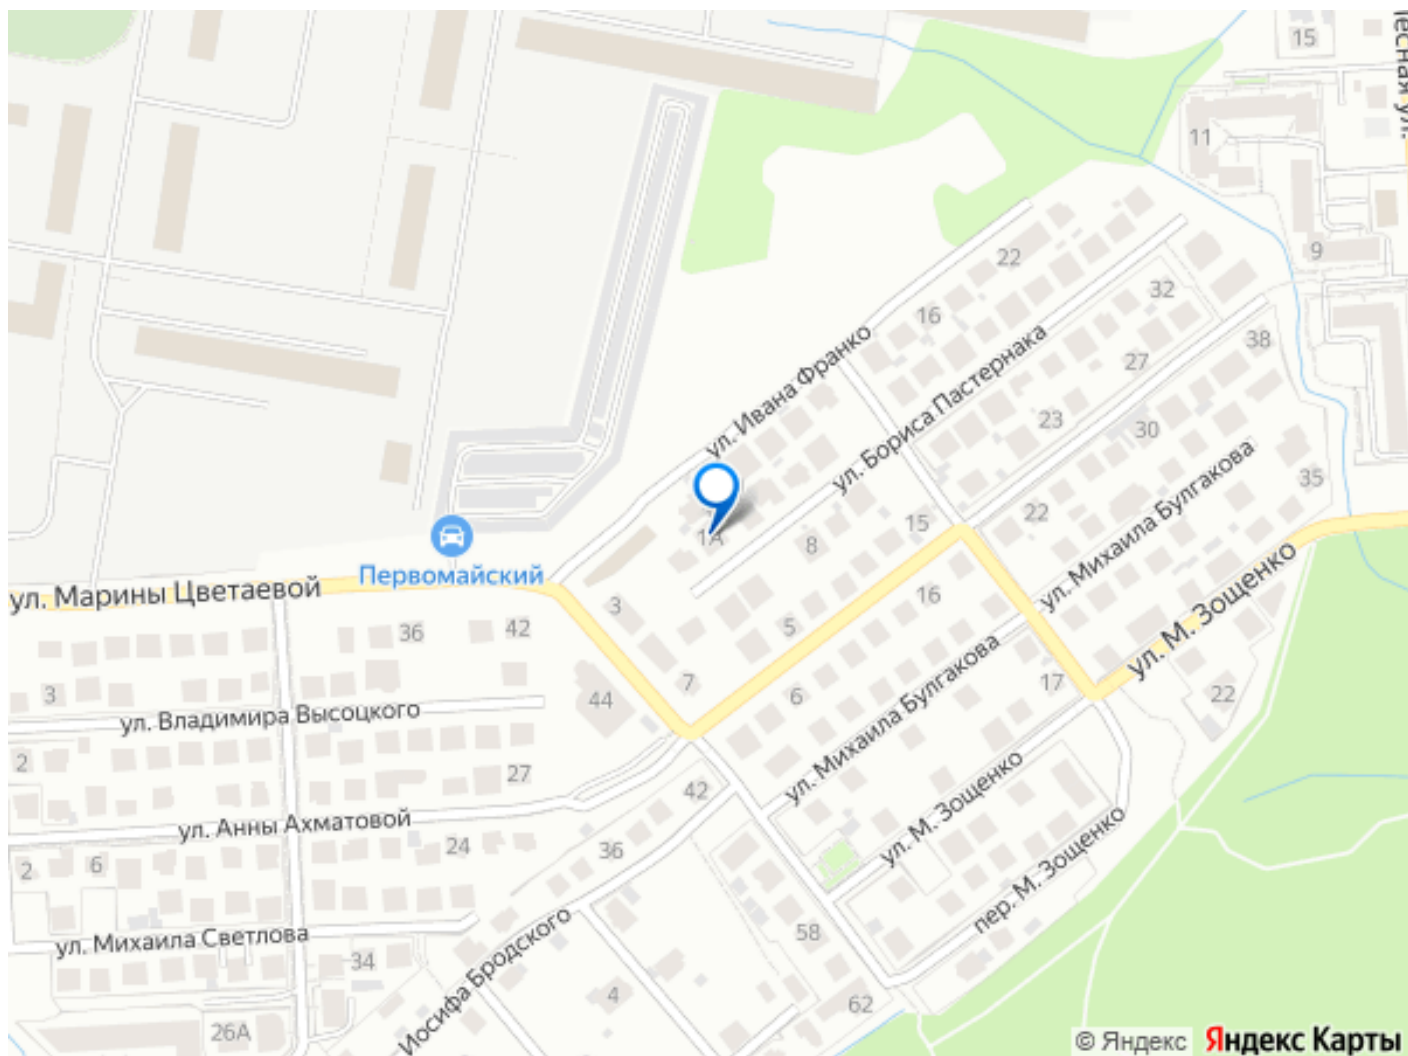 15
Лесная ул.
11
9
22
16
32
38
27
23
30
35
ул. Ивана Франко
ул. Бориса Пастернака
ул. Михаила Булгакова
1А
15
22
8
Первомайский
ул. Марины Цветаевой
3
5
16
ул. М. Зощенко
36
42
7
44
6
17
22
3
ул. Владимира Высоцкого
ул. Михаила Булгакова
2
27
42
ул. М. Зощенко
ул. Анны Ахматовой
24
36
2
6
пер. М. Зощенко
ул. Михаила Светлова
34
Иосифа Бродского
58
4
62
26А
© Яндекс
Яндекс Карты